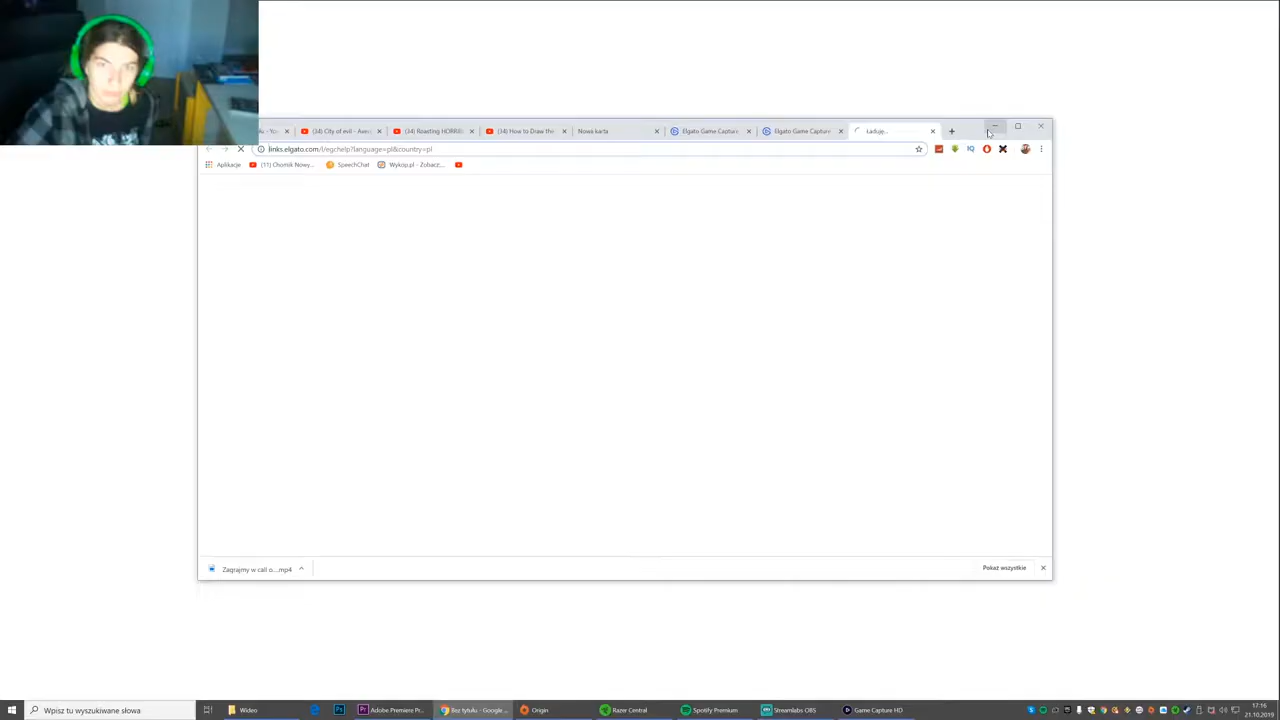 (34) City of evil - Aveng
(34) Roasting HORRIBL
(34) How to Draw the
Nowa karta
Elgato Game Capture
Elgato Game Capture
Ładuję...
links.elgato.com/l/egchelp?language=pl&country=pl
Aplikacje
(11) Chomik Nowy...
SpeechChat
Wykop.pl - Zobacz...
IQ
Zagrajmy w call o....mp4
Pokaż wszystkie
Wpisz tu wyszukiwane słowa
Wideo
Adobe Premiere Pr...
Bez tytułu - Google ...
Origin
Razer Central
Spotify Premium
Streamlabs OBS
Game Capture HD
17:16
21.10.2019